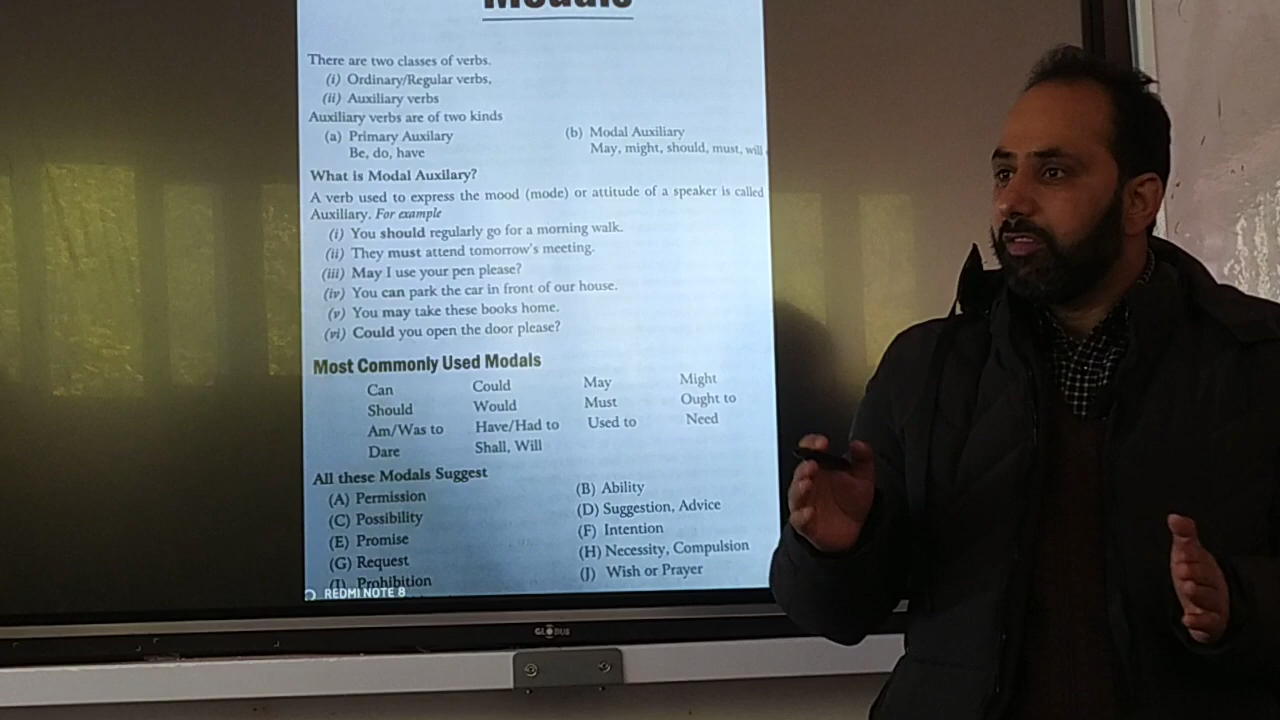 Modals
There are two classes of verbs.
(i) Ordinary/Regular verbs,
(ii) Auxiliary verbs
Auxiliary verbs are of two kinds
(a) Primary Auxilary (b) Modal Auxiliary
Be, do, have May, might, should, must, will
What is Modal Auxilary?
A verb used to express the mood (mode) or attitude of a speaker is called
Auxiliary. For example
(i) You should regularly go for a morning walk.
(ii) They must attend tomorrow's meeting.
(iii) May I use your pen please?
(iv) You can park the car in front of our house.
(v) You may take these books home.
(vi) Could you open the door please?
Most Commonly Used Modals
Can Could May Might
Should Would Must Ought to
Am/Was to Have/Had to Used to Need
Dare Shall, Will
All these Modals Suggest
(A) Permission (B) Ability
(C) Possibility (D) Suggestion, Advice
(E) Promise (F) Intention
(G) Request (H) Necessity, Compulsion
(I) Prohibition (J) Wish or Prayer
REDMI NOTE 8
GLOBUS